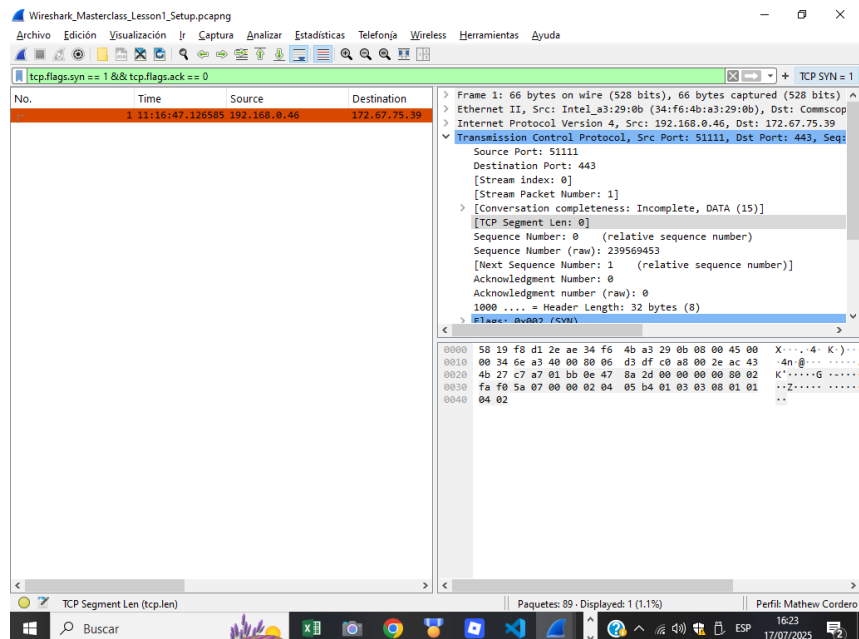 Wireshark_Masterclass_Lesson1_Setup.pcapng
Archivo Edición Visualización Ir Captura Analizar Estadísticas Telefonía Wireless Herramientas Ayuda
tcp.flags.syn == 1 && tcp.flags.ack == 0
TCP SYN = 1
No. Time Source Destination
1 11:16:47.126585 192.168.0.46 172.67.75.39
Frame 1: 66 bytes on wire (528 bits), 66 bytes captured (528 bits)
Ethernet II, Src: Intel_a3:29:0b (34:f6:4b:a3:29:0b), Dst: Commscop
Internet Protocol Version 4, Src: 192.168.0.46, Dst: 172.67.75.39
Transmission Control Protocol, Src Port: 51111, Dst Port: 443, Seq:
Source Port: 51111
Destination Port: 443
[Stream index: 0]
[Stream Packet Number: 1]
[Conversation completeness: Incomplete, DATA (15)]
[TCP Segment Len: 0]
Sequence Number: 0 (relative sequence number)
Sequence Number (raw): 239569453
[Next Sequence Number: 1 (relative sequence number)]
Acknowledgment Number: 0
Acknowledgment number (raw): 0
1000 .... = Header Length: 32 bytes (8)
Flags: 0x002 (SYN)
0000 58 19 f8 d1 2e ae 34 f6 4b a3 29 0b 08 00 45 00 X···.·4· K·)··
0010 00 34 6e a3 40 00 80 06 d3 df c0 a8 00 2e ac 43 ·4n·@··· ·····
0020 4b 27 c7 a7 01 bb 0e 47 8a 2d 00 00 00 00 80 02 K'·····G ·-····
0030 fa f0 5a 07 00 00 02 04 05 b4 01 03 03 08 01 01 ··Z····· ······
0040 04 02 ··
TCP Segment Len (tcp.len)
Paquetes: 89 · Displayed: 1 (1.1%)
Perfil: Mathew Cordero
Buscar
ESP
16:23
17/07/2025